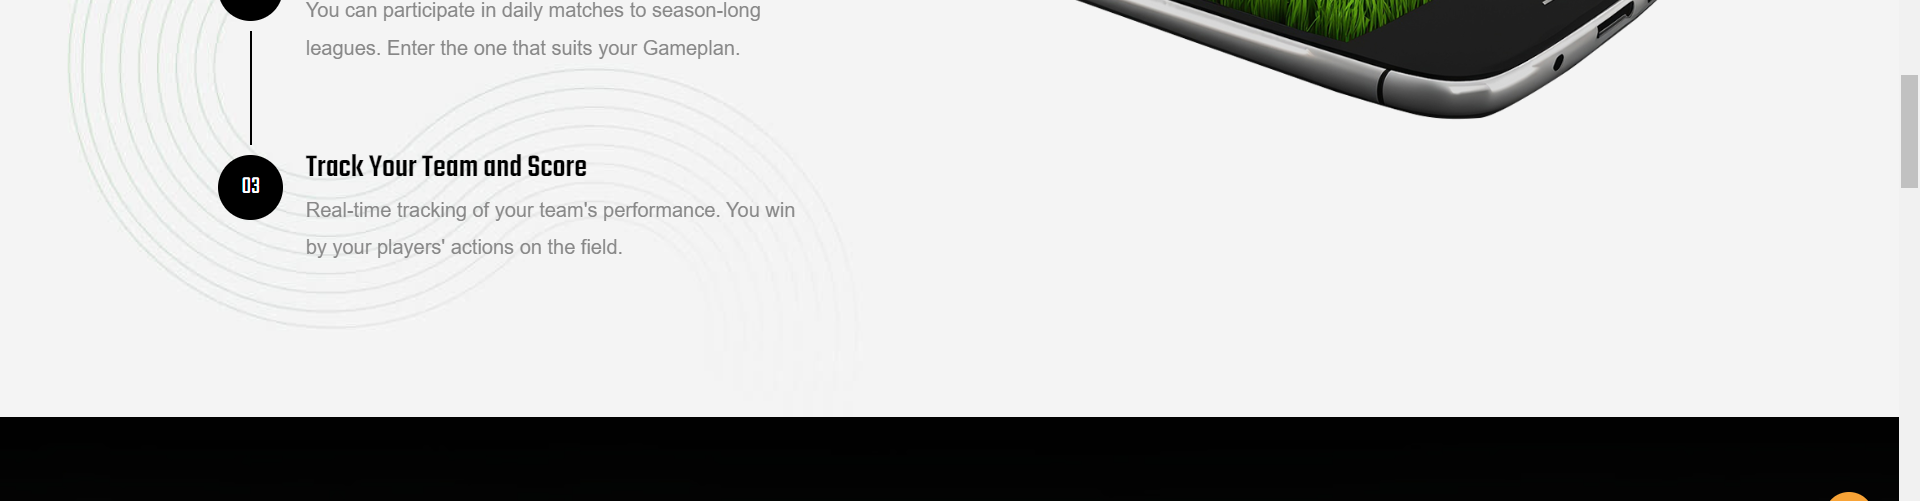 You can participate in daily matches to season-long
leagues. Enter the one that suits your Gameplan.
03
Track Your Team and Score
Real-time tracking of your team's performance. You win
by your players' actions on the field.